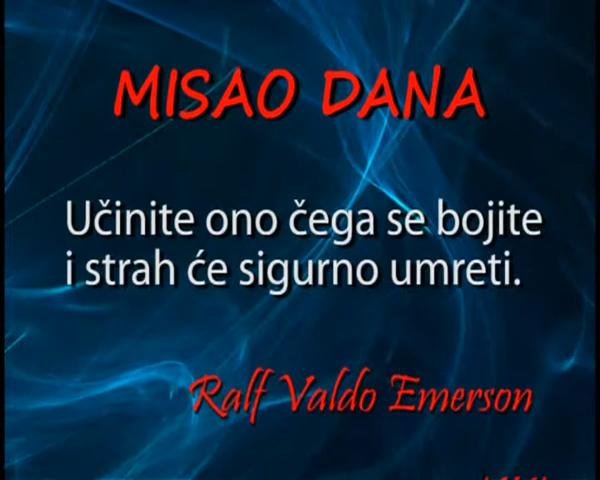 MISAO DANA
Učinite ono čega se bojite
i strah će sigurno umreti.
Ralf Valdo Emerson